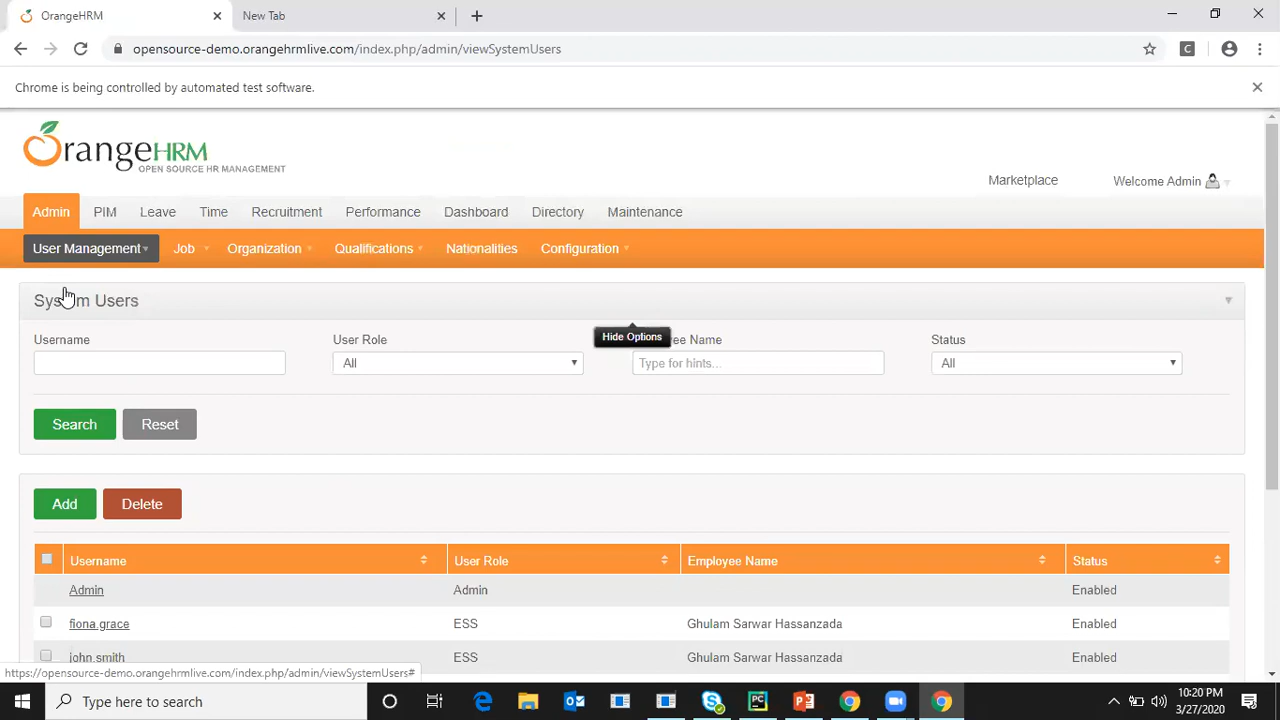 OrangeHRM
New Tab
opensource-demo.orangehrmlive.com/index.php/admin/viewSystemUsers
Chrome is being controlled by automated test software.
OrangeHRM
OPEN SOURCE HR MANAGEMENT
Marketplace
Welcome Admin
Admin PIM Leave Time Recruitment Performance Dashboard Directory Maintenance
User Management Job Organization Qualifications Nationalities Configuration
System Users
Hide Options
Username User Role Name Status
All Type for hints... All
Search Reset
Add Delete
Username User Role Employee Name Status
Admin Admin Enabled
fiona.grace ESS Ghulam Sarwar Hassanzada Enabled
john.smith ESS Ghulam Sarwar Hassanzada Enabled
https://opensource-demo.orangehrmlive.com/index.php/admin/viewSystemUsers#
Type here to search
10:20 PM
3/27/2020